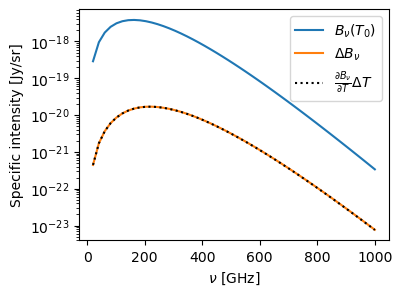 Specific intensity [Jy/sr]
10⁻¹⁸
10⁻¹⁹
10⁻²⁰
10⁻²¹
10⁻²²
10⁻²³
B_ν(T₀)
ΔB_ν
∂B_ν/∂T ΔT
0 200 400 600 800 1000
ν [GHz]